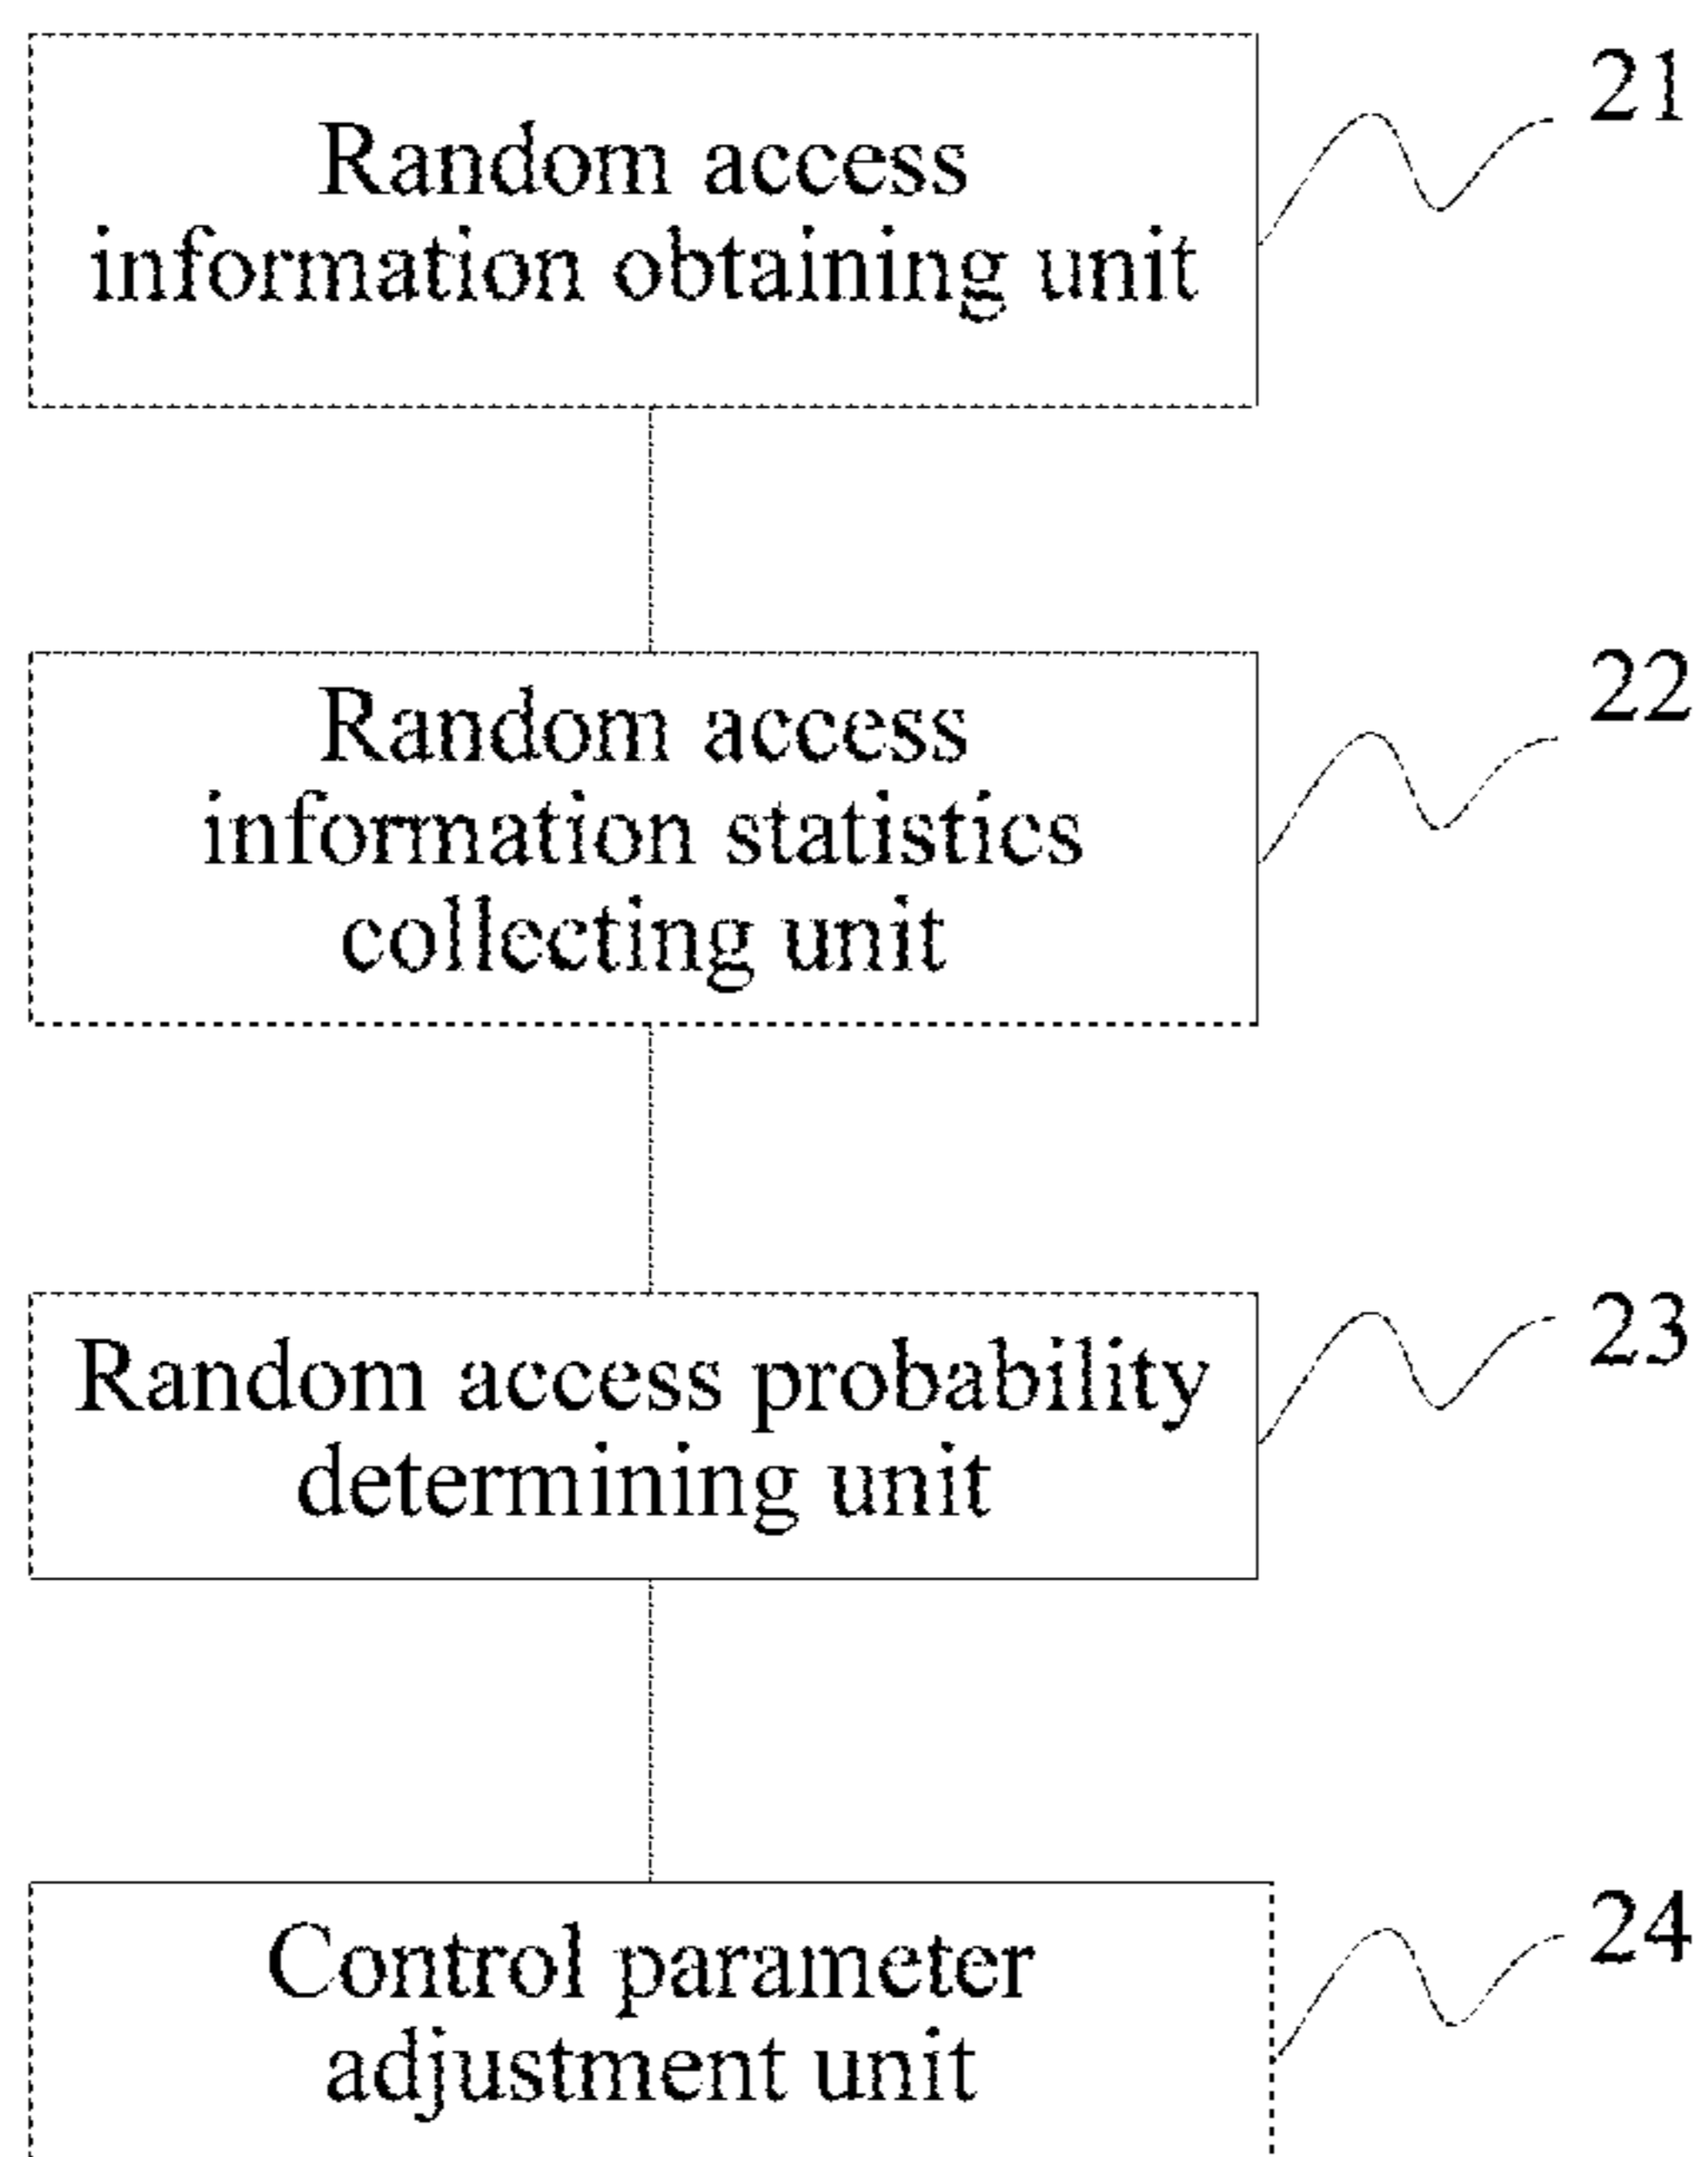 21
Random access
information obtaining unit
22
Random access
information statistics
collecting unit
23
Random access probability
determining unit
24
Control parameter
adjustment unit